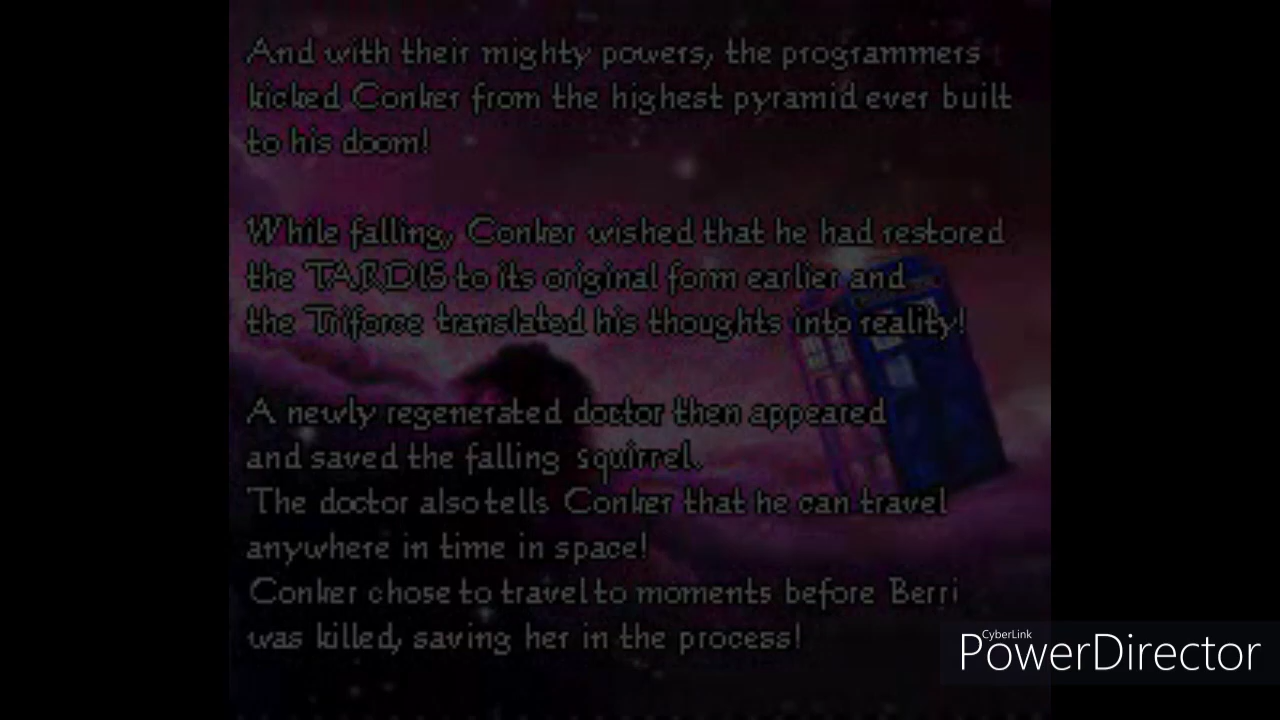 And with their mighty powers, the programmers
kicked Conker from the highest pyramid ever built
to his doom!
While falling, Conker wished that he had restored
the TARDIS to its original form earlier and
the Triforce translated his thoughts into reality!
A newly regenerated doctor then appeared
and saved the falling squirrel.
The doctor also tells Conker that he can travel
anywhere in time in space!
Conker chose to travel to moments before Berri
was killed, saving her in the process!
CyberLink
PowerDirector